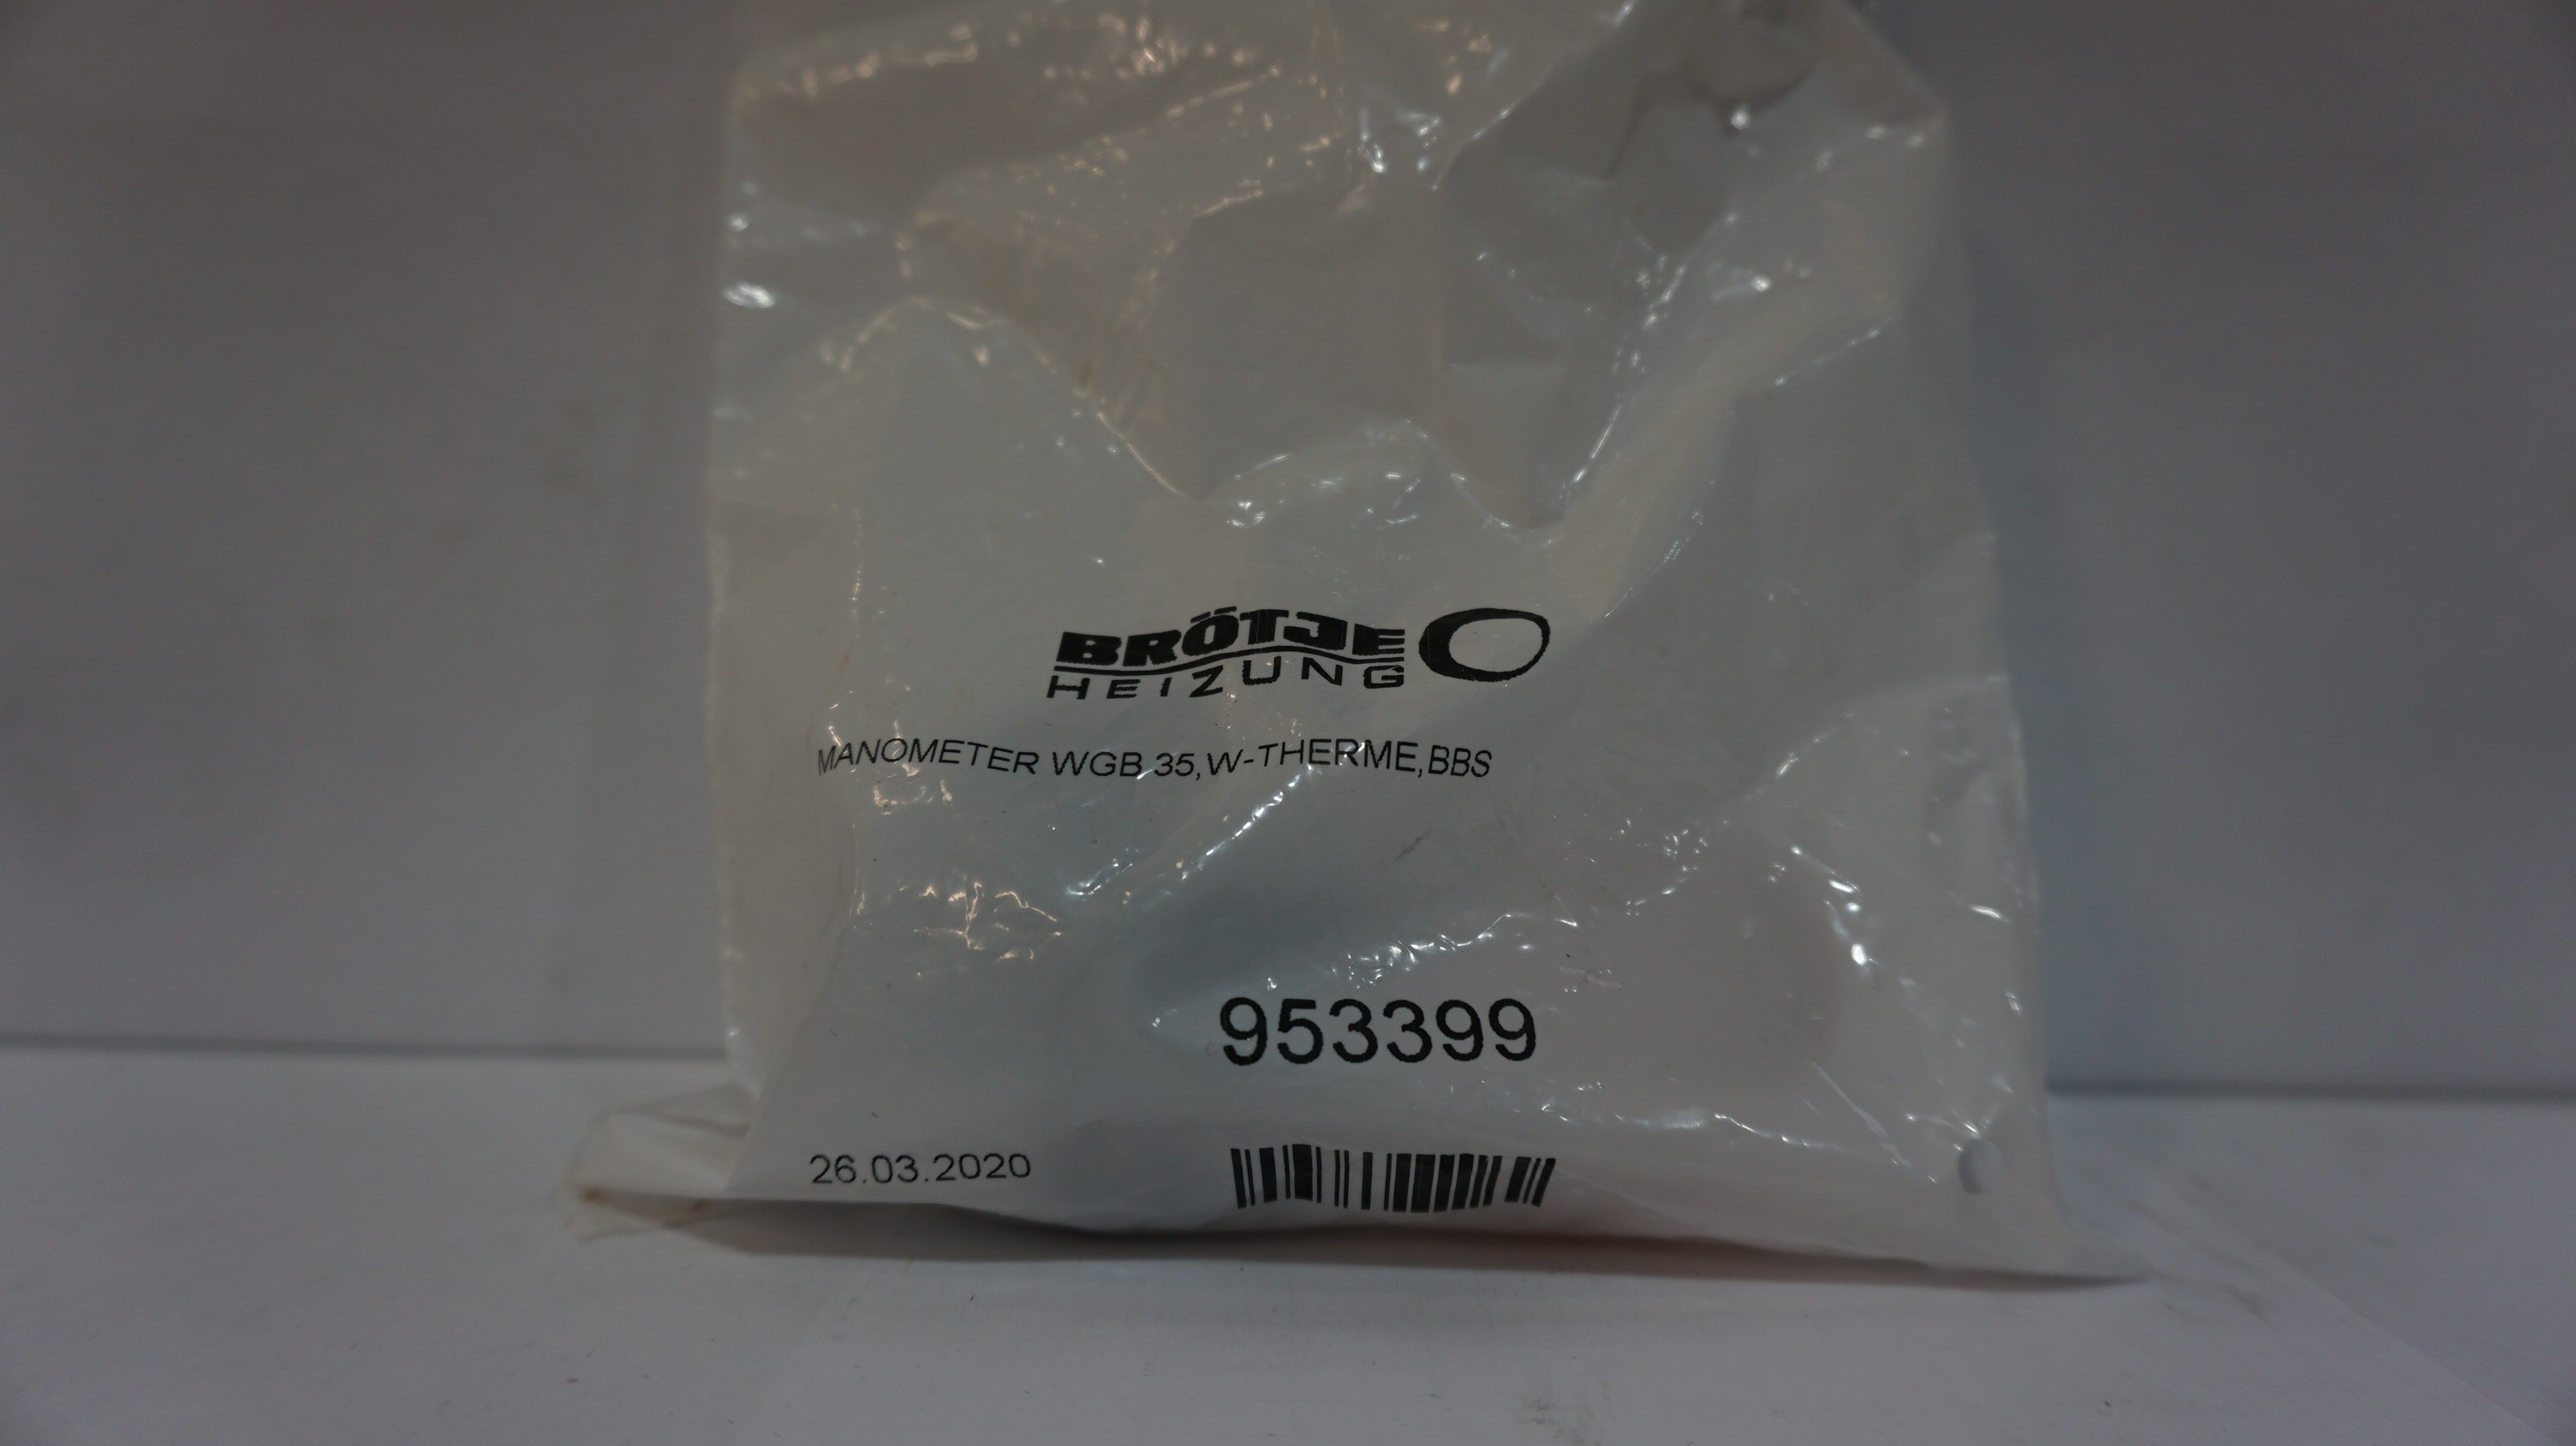 BRÖTJE
HEIZUNG
MANOMETER WGB 35,W-THERME,BBS
953399
26.03.2020